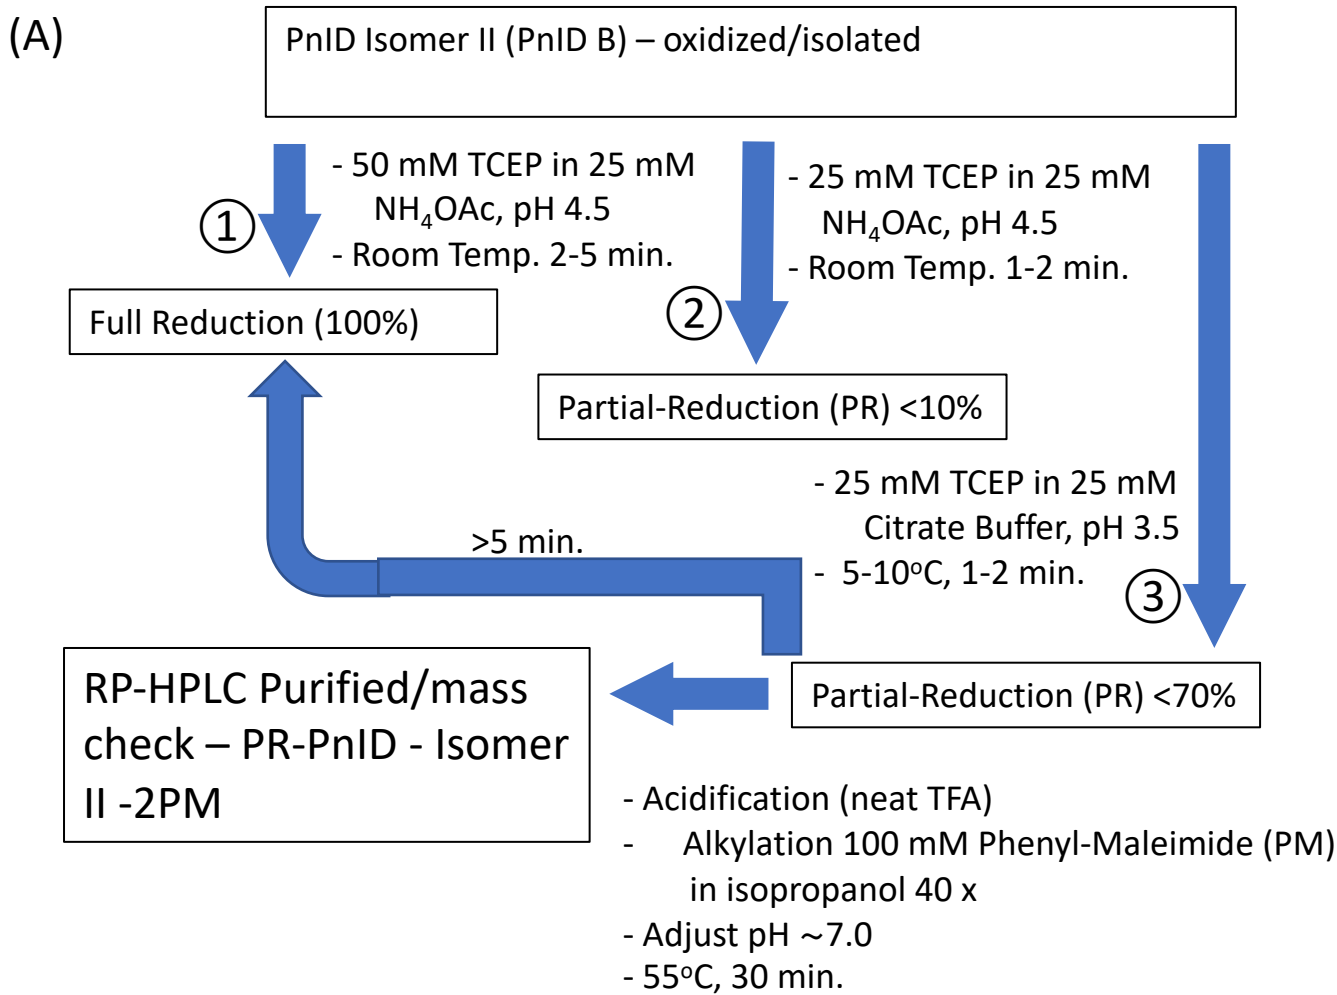 (A)
PnID Isomer II (PnID B) – oxidized/isolated
- 50 mM TCEP in 25 mM
NH₄OAc, pH 4.5
- Room Temp. 2-5 min.
①
Full Reduction (100%)
- 25 mM TCEP in 25 mM
NH₄OAc, pH 4.5
- Room Temp. 1-2 min.
②
Partial-Reduction (PR) <10%
- 25 mM TCEP in 25 mM
Citrate Buffer, pH 3.5
- 5-10°C, 1-2 min.
③
>5 min.
Partial-Reduction (PR) <70%
RP-HPLC Purified/mass
check – PR-PnID - Isomer
II -2PM
- Acidification (neat TFA)
- Alkylation 100 mM Phenyl-Maleimide (PM)
in isopropanol 40 x
- Adjust pH ~7.0
- 55°C, 30 min.